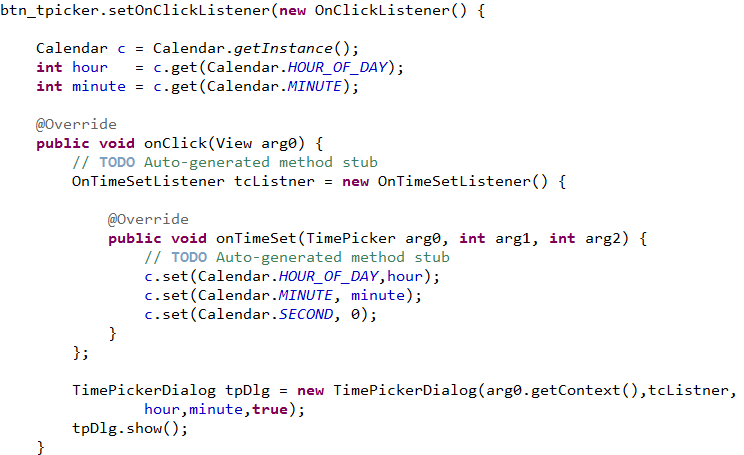 btn_tpicker.setOnClickListener(new OnClickListener() {
Calendar c = Calendar.getInstance();
int hour   = c.get(Calendar.HOUR_OF_DAY);
int minute = c.get(Calendar.MINUTE);
@Override
public void onClick(View arg0) {
// TODO Auto-generated method stub
OnTimeSetListener tcListner = new OnTimeSetListener() {
@Override
public void onTimeSet(TimePicker arg0, int arg1, int arg2) {
// TODO Auto-generated method stub
c.set(Calendar.HOUR_OF_DAY,hour);
c.set(Calendar.MINUTE, minute);
c.set(Calendar.SECOND, 0);
}
};
TimePickerDialog tpDlg = new TimePickerDialog(arg0.getContext(),tcListner,
hour,minute,true);
tpDlg.show();
}